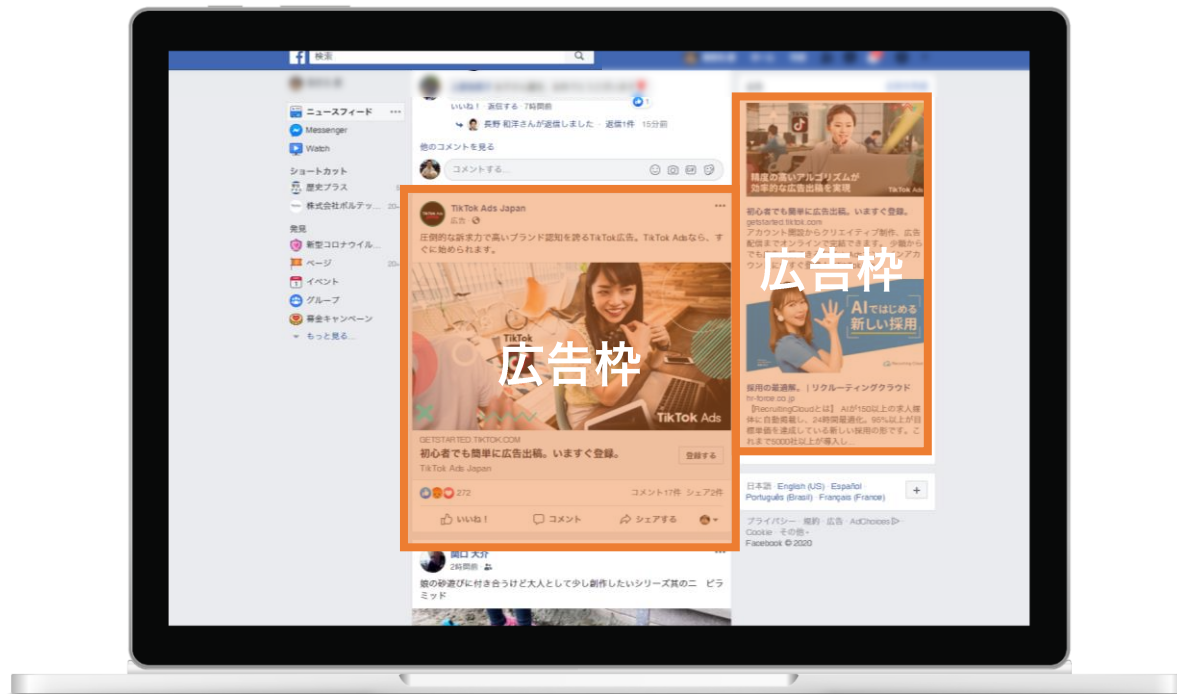 検索
いいね！ · 返信する · 7時間前
1
長野 和洋さんが返信しました · 返信1件 15分前
他のコメントを見る
コメントする...
ニュースフィード
Messenger
Watch
ショートカット
歴史プラス
株式会社ポルテッ...
発見
新型コロナウイル...
ページ
イベント
グループ
募金キャンペーン
もっと見る...
TikTok Ads Japan
広告
圧倒的な訴求力で高いブランド認知を誇るTikTok広告。TikTok Adsなら、す
ぐに始められます。
TikTok
広告枠
TikTok Ads
GETSTARTED.TIKTOK.COM
初心者でも簡単に広告出稿。いますぐ登録。
登録する
TikTok Ads Japan
272
コメント17件 シェア2件
いいね！ コメント シェアする
関口 大介
2時間前
娘の砂遊びに付き合うけど大人として少し創作したいシリーズ其の二 ピラ
ミッド
精度の高いアルゴリズムが
効率的な広告出稿を実現
TikTok Ads
初心者でも簡単に広告出稿。いますぐ登録。
getstarted.tiktok.com
アカウント開設からクリエイティブ制作、広告
配信までオンラインで完結できます。少額から
広告枠
AIではじめる
新しい採用
Recruiting Cloud
採用の最適解。 | リクルーティングクラウド
hr-force.co.jp
【RecruitingCloudとは】 AIが150以上の求人媒
体に自動掲載し、24時間最適化。95%以上が目
標単価を達成している新しい採用の形です。こ
れまで5000社以上が導入し...
日本語 · English (US) · Español ·
Português (Brasil) · Français (France)
プライバシー · 規約 · 広告 · AdChoices ·
Cookie · その他
Facebook © 2020